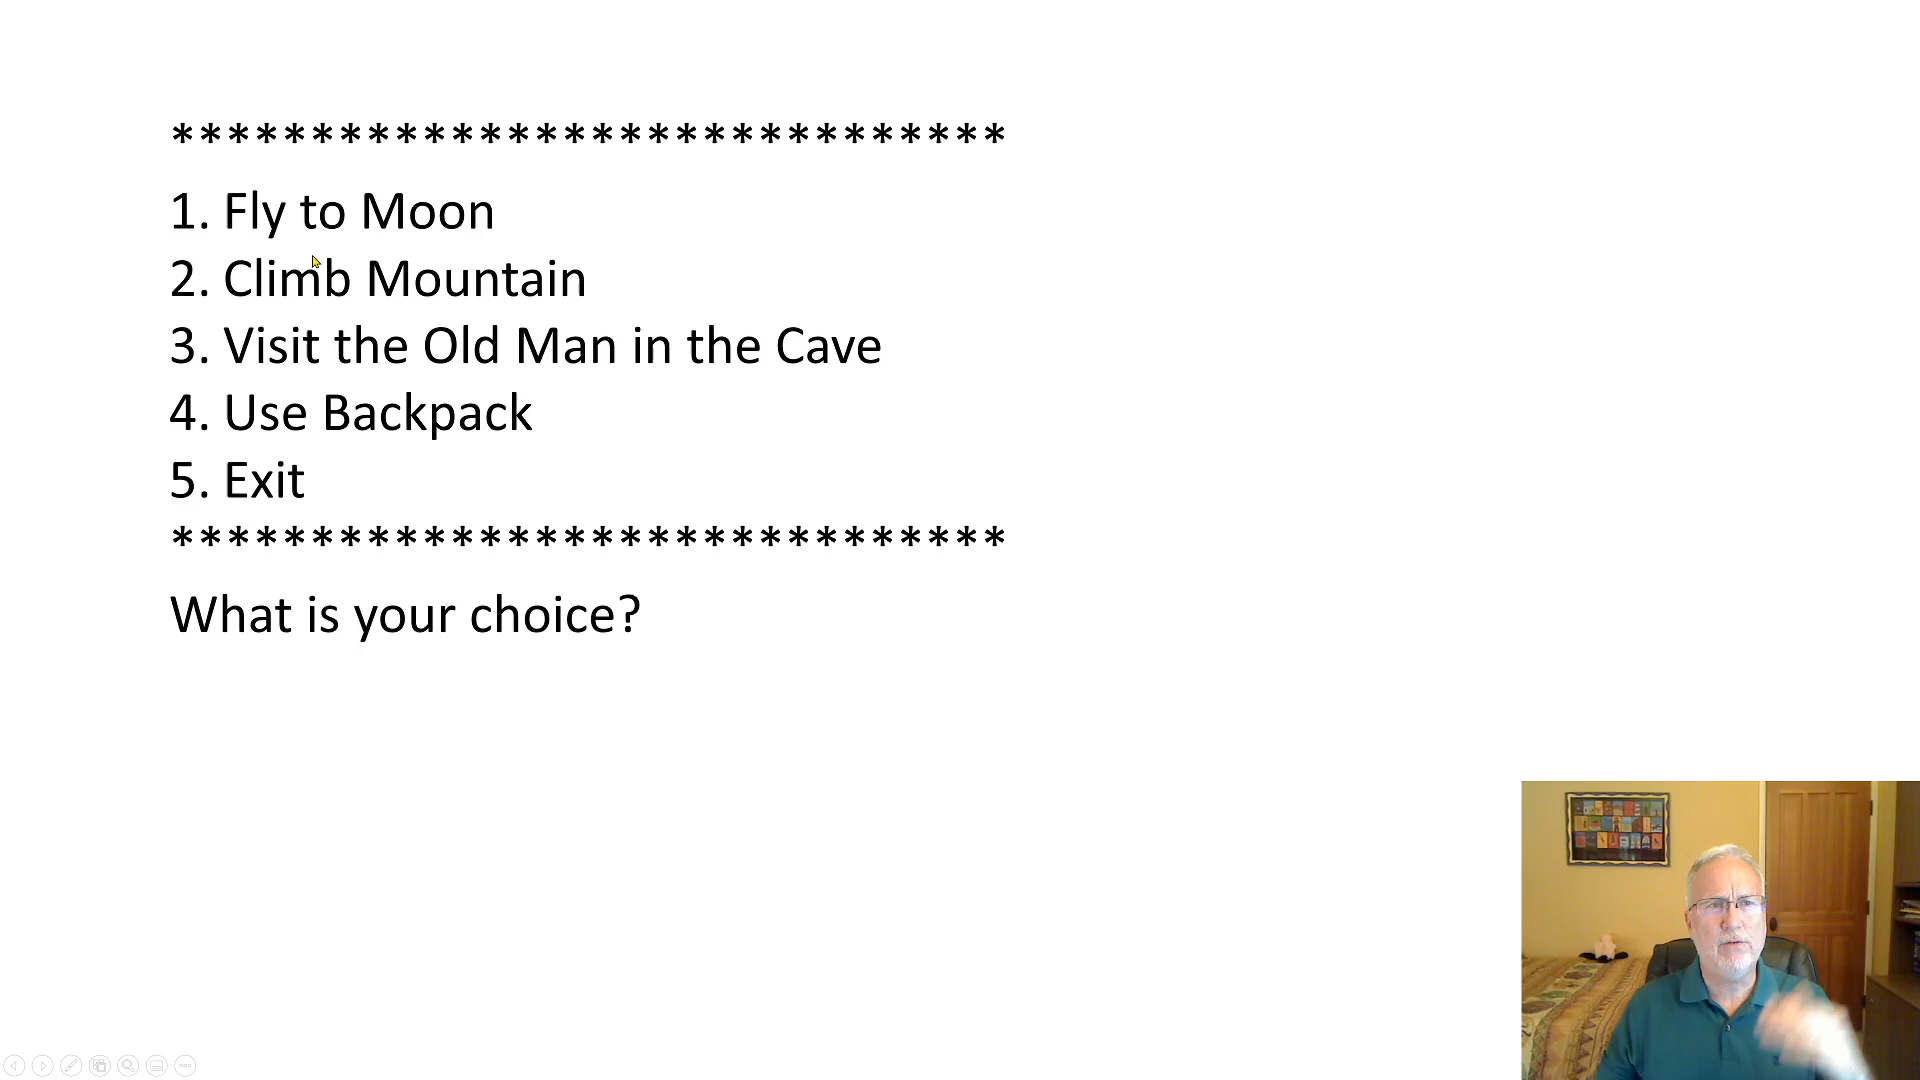 ******************************
1. Fly to Moon
2. Climb Mountain
3. Visit the Old Man in the Cave
4. Use Backpack
5. Exit
******************************
What is your choice?